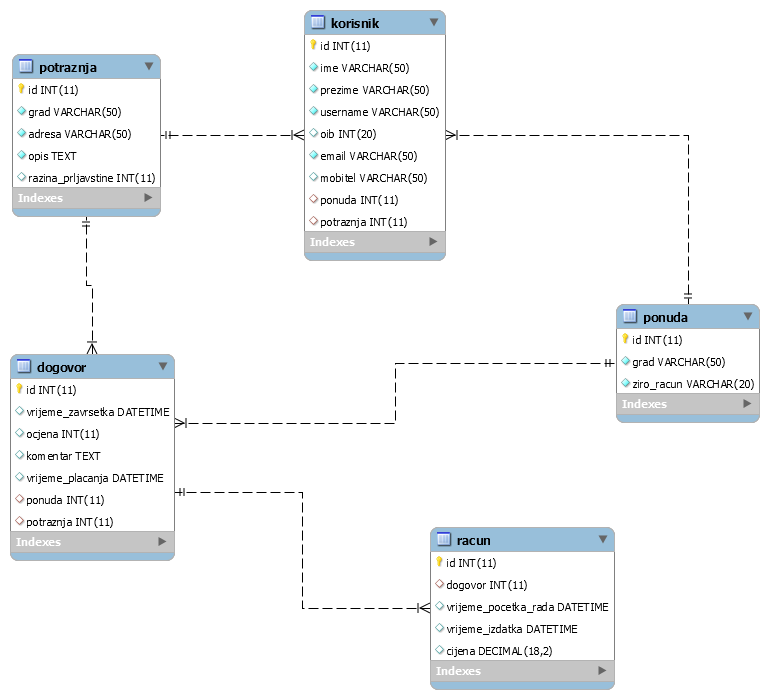 potraznja
id INT(11)
grad VARCHAR(50)
adresa VARCHAR(50)
opis TEXT
razina_prljavstine INT(11)
Indexes
korisnik
id INT(11)
ime VARCHAR(50)
prezime VARCHAR(50)
username VARCHAR(50)
oib INT(20)
email VARCHAR(50)
mobitel VARCHAR(50)
ponuda INT(11)
potraznja INT(11)
Indexes
ponuda
id INT(11)
grad VARCHAR(50)
ziro_racun VARCHAR(20)
Indexes
dogovor
id INT(11)
vrijeme_zavrsetka DATETIME
ocjena INT(11)
komentar TEXT
vrijeme_placanja DATETIME
ponuda INT(11)
potraznja INT(11)
Indexes
racun
id INT(11)
dogovor INT(11)
vrijeme_pocetka_rada DATETIME
vrijeme_izdatka DATETIME
cijena DECIMAL(18,2)
Indexes